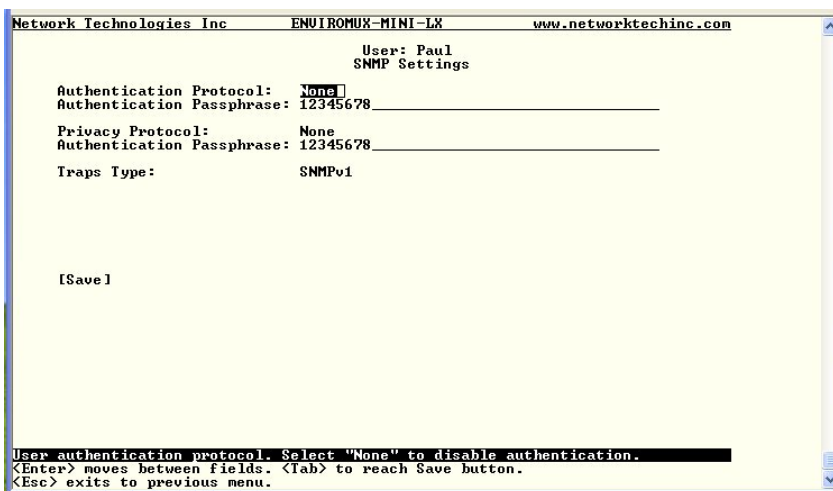 Network Technologies Inc ENVIROMUX-MINI-LX www.networktechinc.com
User: Paul
SNMP Settings
Authentication Protocol: None
Authentication Passphrase: 12345678
Privacy Protocol: None
Authentication Passphrase: 12345678
Traps Type: SNMPv1
[Save]
User authentication protocol. Select "None" to disable authentication.
<Enter> moves between fields. <Tab> to reach Save button.
<Esc> exits to previous menu.